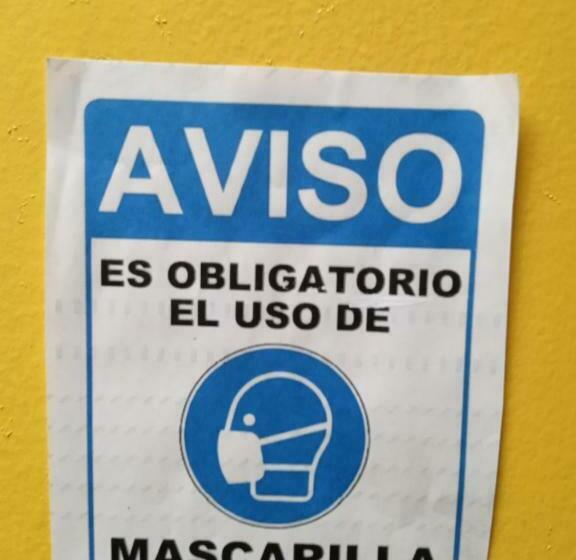 AVISO
ES OBLIGATORIO
EL USO DE
MASCARILLA